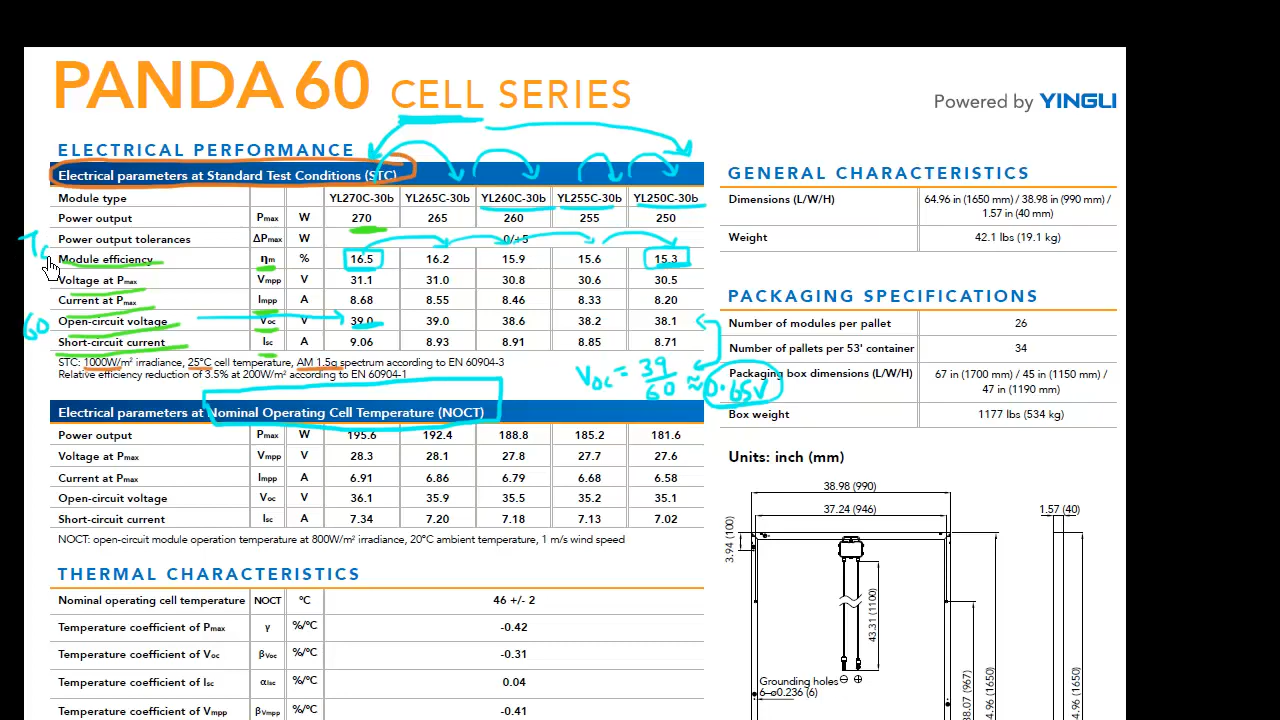 PANDA 60 CELL SERIES
Powered by YINGLI
ELECTRICAL PERFORMANCE
Electrical parameters at Standard Test Conditions (STC)
Module type YL270C-30b YL265C-30b YL260C-30b YL255C-30b YL250C-30b
Power output Pmax W 270 265 260 255 250
Power output tolerances ΔPmax W 0/+5
Module efficiency ηm % 16.5 16.2 15.9 15.6 15.3
Voltage at Pmax Vmpp V 31.1 31.0 30.8 30.6 30.5
Current at Pmax Impp A 8.68 8.55 8.46 8.33 8.20
60
Open-circuit voltage Voc V 39.0 39.0 38.6 38.2 38.1
Short-circuit current Isc A 9.06 8.93 8.91 8.85 8.71
STC: 1000W/m² irradiance, 25°C cell temperature, AM 1.5g spectrum according to EN 60904-3
Relative efficiency reduction of 3.5% at 200W/m² according to EN 60904-1
Voc = 39/60 ≈ 0.65V
Electrical parameters at Nominal Operating Cell Temperature (NOCT)
Power output Pmax W 195.6 192.4 188.8 185.2 181.6
Voltage at Pmax Vmpp V 28.3 28.1 27.8 27.7 27.6
Current at Pmax Impp A 6.91 6.86 6.79 6.68 6.58
Open-circuit voltage Voc V 36.1 35.9 35.5 35.2 35.1
Short-circuit current Isc A 7.34 7.20 7.18 7.13 7.02
NOCT: open-circuit module operation temperature at 800W/m² irradiance, 20°C ambient temperature, 1 m/s wind speed
THERMAL CHARACTERISTICS
Nominal operating cell temperature NOCT °C 46 +/- 2
Temperature coefficient of Pmax γ %/°C -0.42
Temperature coefficient of Voc βVoc %/°C -0.31
Temperature coefficient of Isc αIsc %/°C 0.04
Temperature coefficient of Vmpp βVmpp %/°C -0.41
GENERAL CHARACTERISTICS
Dimensions (L/W/H) 64.96 in (1650 mm) / 38.98 in (990 mm) /
1.57 in (40 mm)
Weight 42.1 lbs (19.1 kg)
PACKAGING SPECIFICATIONS
Number of modules per pallet 26
Number of pallets per 53' container 34
Packaging box dimensions (L/W/H) 67 in (1700 mm) / 45 in (1150 mm) /
47 in (1190 mm)
Box weight 1177 lbs (534 kg)
Units: inch (mm)
38.98 (990)
37.24 (946)
1.57 (40)
3.94 (100)
43.31 (1100)
Grounding holes
6-ø0.236 (6)
38.07 (967)